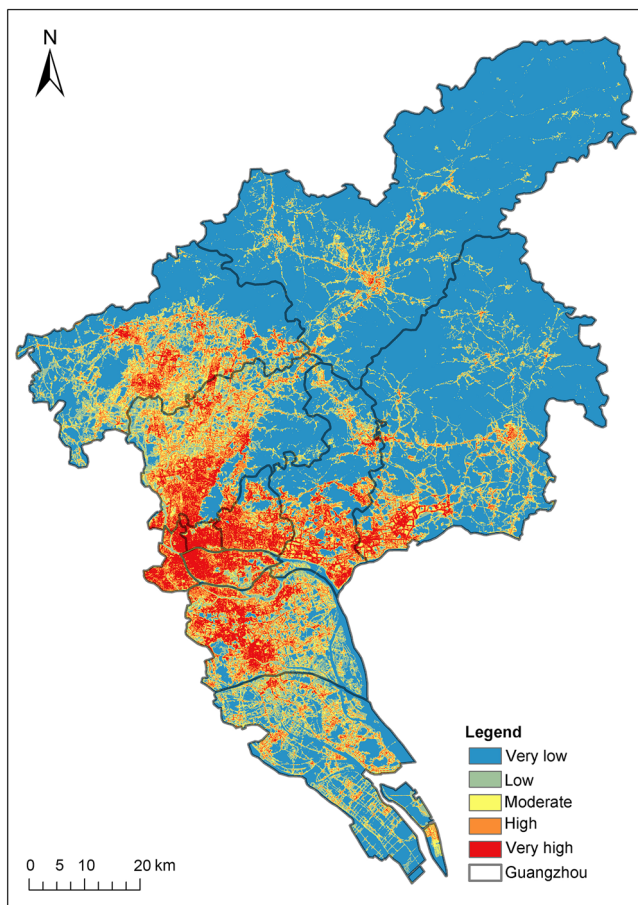 N
Legend
Very low
Low
Moderate
High
Very high
Guangzhou
0 5 10 20 km